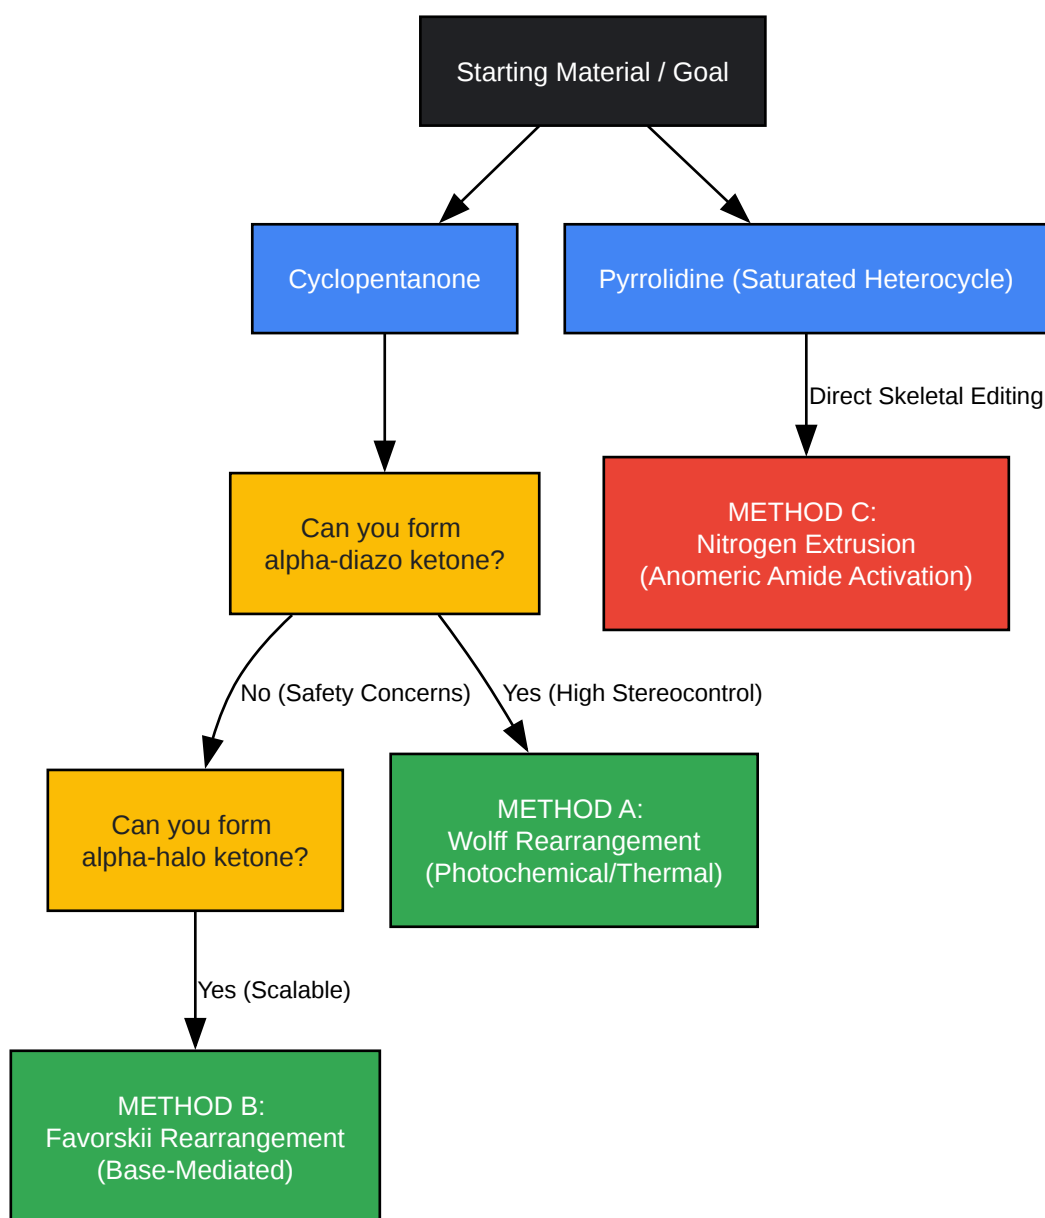 Starting Material / Goal
Cyclopentanone
Pyrrolidine (Saturated Heterocycle)
Direct Skeletal Editing
METHOD C:
Nitrogen Extrusion
(Anomeric Amide Activation)
Can you form
alpha-diazo ketone?
No (Safety Concerns)
Yes (High Stereocontrol)
Can you form
alpha-halo ketone?
METHOD A:
Wolff Rearrangement
(Photochemical/Thermal)
Yes (Scalable)
METHOD B:
Favorskii Rearrangement
(Base-Mediated)